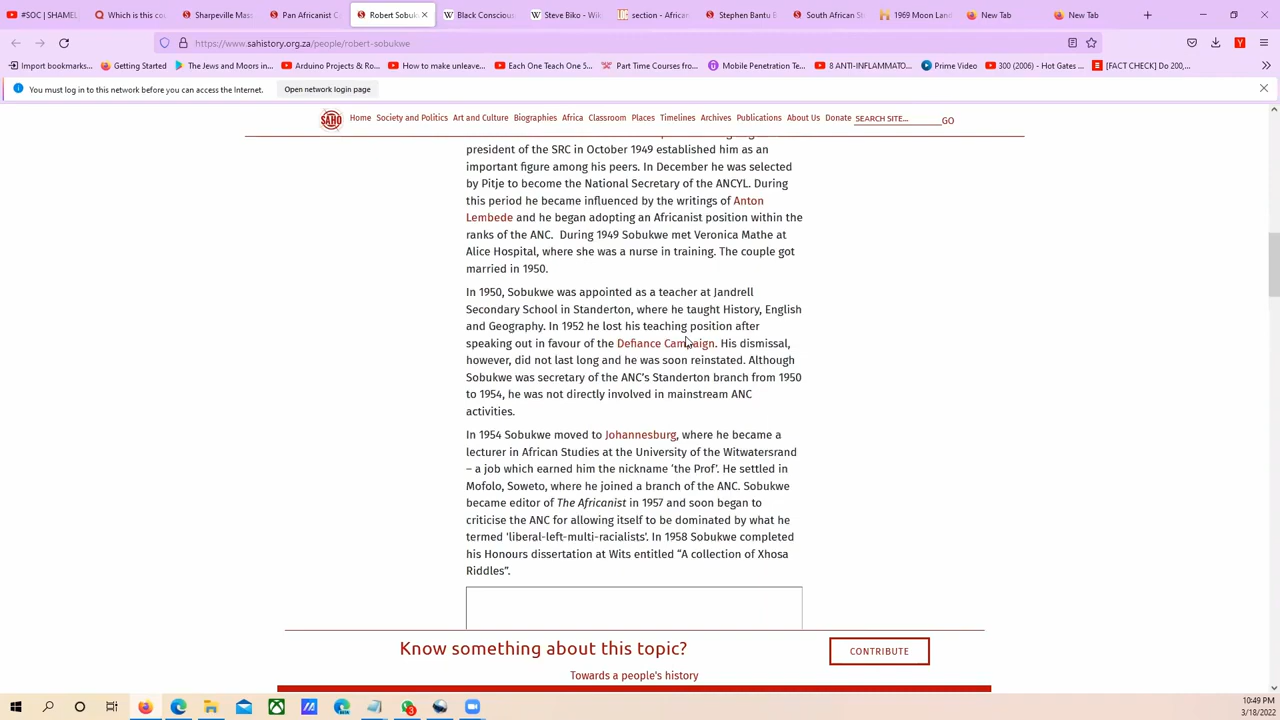 #SOC | SHAMEL
Which is this cou
Sharpeville Mass
Pan Africanist C
Robert Sobukw
Black Conscious
Steve Biko - Wik
section - African
Stephen Bantu B
South African St
1969 Moon Land
New Tab
New Tab
https://www.sahistory.org.za/people/robert-sobukwe
Import bookmarks...
Getting Started
The Jews and Moors in...
Arduino Projects & Ro...
How to make unleave...
Each One Teach One 5...
Part Time Courses fro...
Mobile Penetration Te...
8 ANTI-INFLAMMATO...
Prime Video
300 (2006) - Hot Gates ...
[FACT CHECK] Do 200,...
You must log in to this network before you can access the Internet.
Open network login page
SAHO
Home Society and Politics Art and Culture Biographies Africa Classroom Places Timelines Archives Publications About Us Donate SEARCH SITE... GO
president of the SRC in October 1949 established him as an
important figure among his peers. In December he was selected
by Pitje to become the National Secretary of the ANCYL. During
this period he became influenced by the writings of Anton
Lembede and he began adopting an Africanist position within the
ranks of the ANC. During 1949 Sobukwe met Veronica Mathe at
Alice Hospital, where she was a nurse in training. The couple got
married in 1950.
In 1950, Sobukwe was appointed as a teacher at Jandrell
Secondary School in Standerton, where he taught History, English
and Geography. In 1952 he lost his teaching position after
speaking out in favour of the Defiance Campaign. His dismissal,
however, did not last long and he was soon reinstated. Although
Sobukwe was secretary of the ANC's Standerton branch from 1950
to 1954, he was not directly involved in mainstream ANC
activities.
In 1954 Sobukwe moved to Johannesburg, where he became a
lecturer in African Studies at the University of the Witwatersrand
– a job which earned him the nickname 'the Prof'. He settled in
Mofolo, Soweto, where he joined a branch of the ANC. Sobukwe
became editor of The Africanist in 1957 and soon began to
criticise the ANC for allowing itself to be dominated by what he
termed 'liberal-left-multi-racialists'. In 1958 Sobukwe completed
his Honours dissertation at Wits entitled “A collection of Xhosa
Riddles”.
Know something about this topic?
CONTRIBUTE
Towards a people's history
3
10:49 PM
3/18/2022